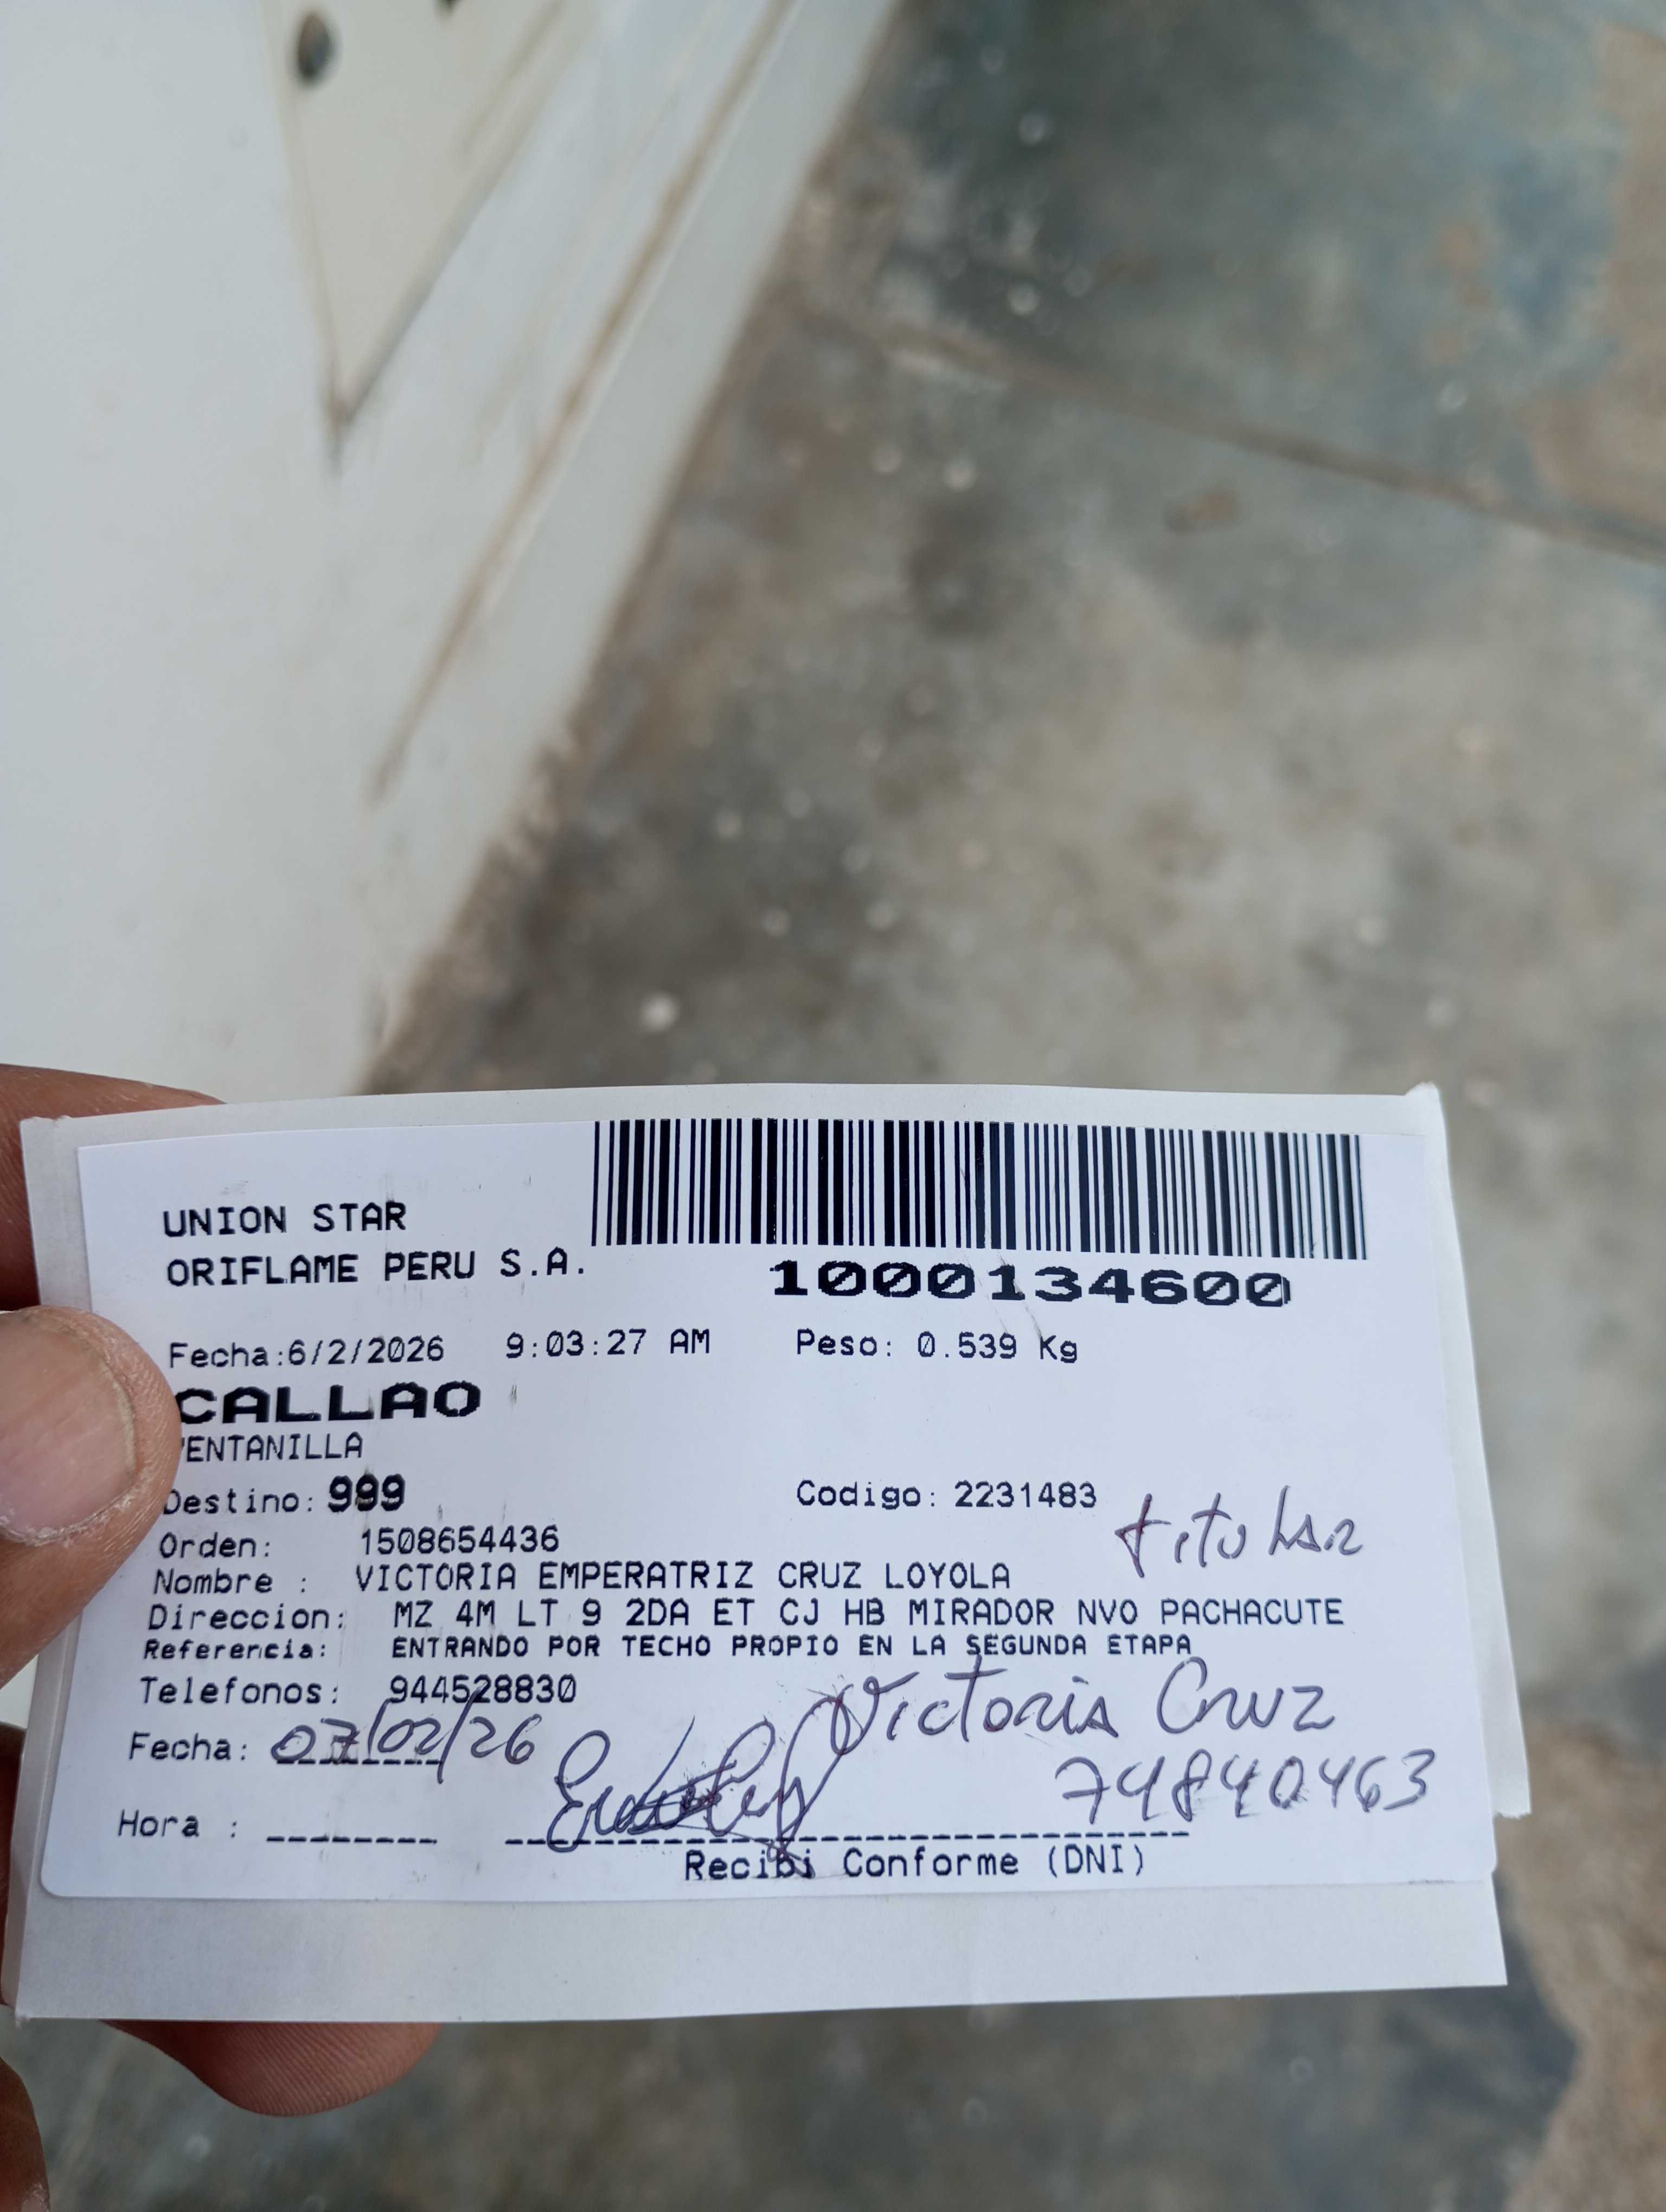 UNION STAR
ORIFLAME PERU S.A.
1000134600
Fecha:6/2/2026 9:03:27 AM Peso: 0.539 Kg
CALLAO
VENTANILLA
Destino: 999 Codigo: 2231483 titular
Orden: 1508654436
Nombre : VICTORIA EMPERATRIZ CRUZ LOYOLA
Direccion: MZ 4M LT 9 2DA ET CJ HB MIRADOR NVO PACHACUTE
Referencia: ENTRANDO POR TECHO PROPIO EN LA SEGUNDA ETAPA
Telefonos: 944528830
Victoria Cruz
Fecha: 07/02/26
74840463
Hora :
Recibi Conforme (DNI)